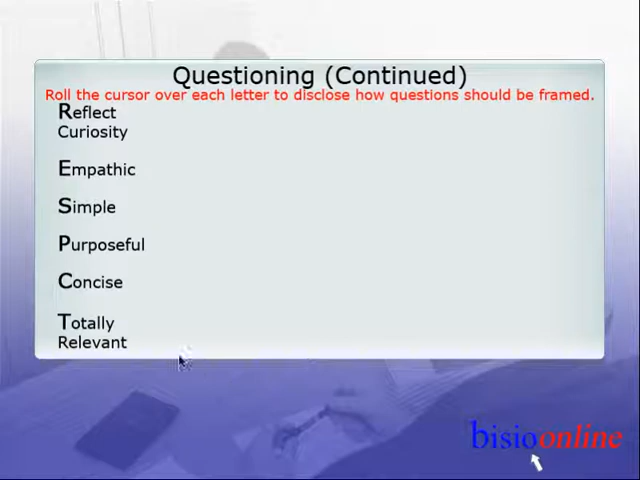 Questioning (Continued)
Roll the cursor over each letter to disclose how questions should be framed.
Reflect
Curiosity
Empathic
Simple
Purposeful
Concise
Totally
Relevant
bisioonline